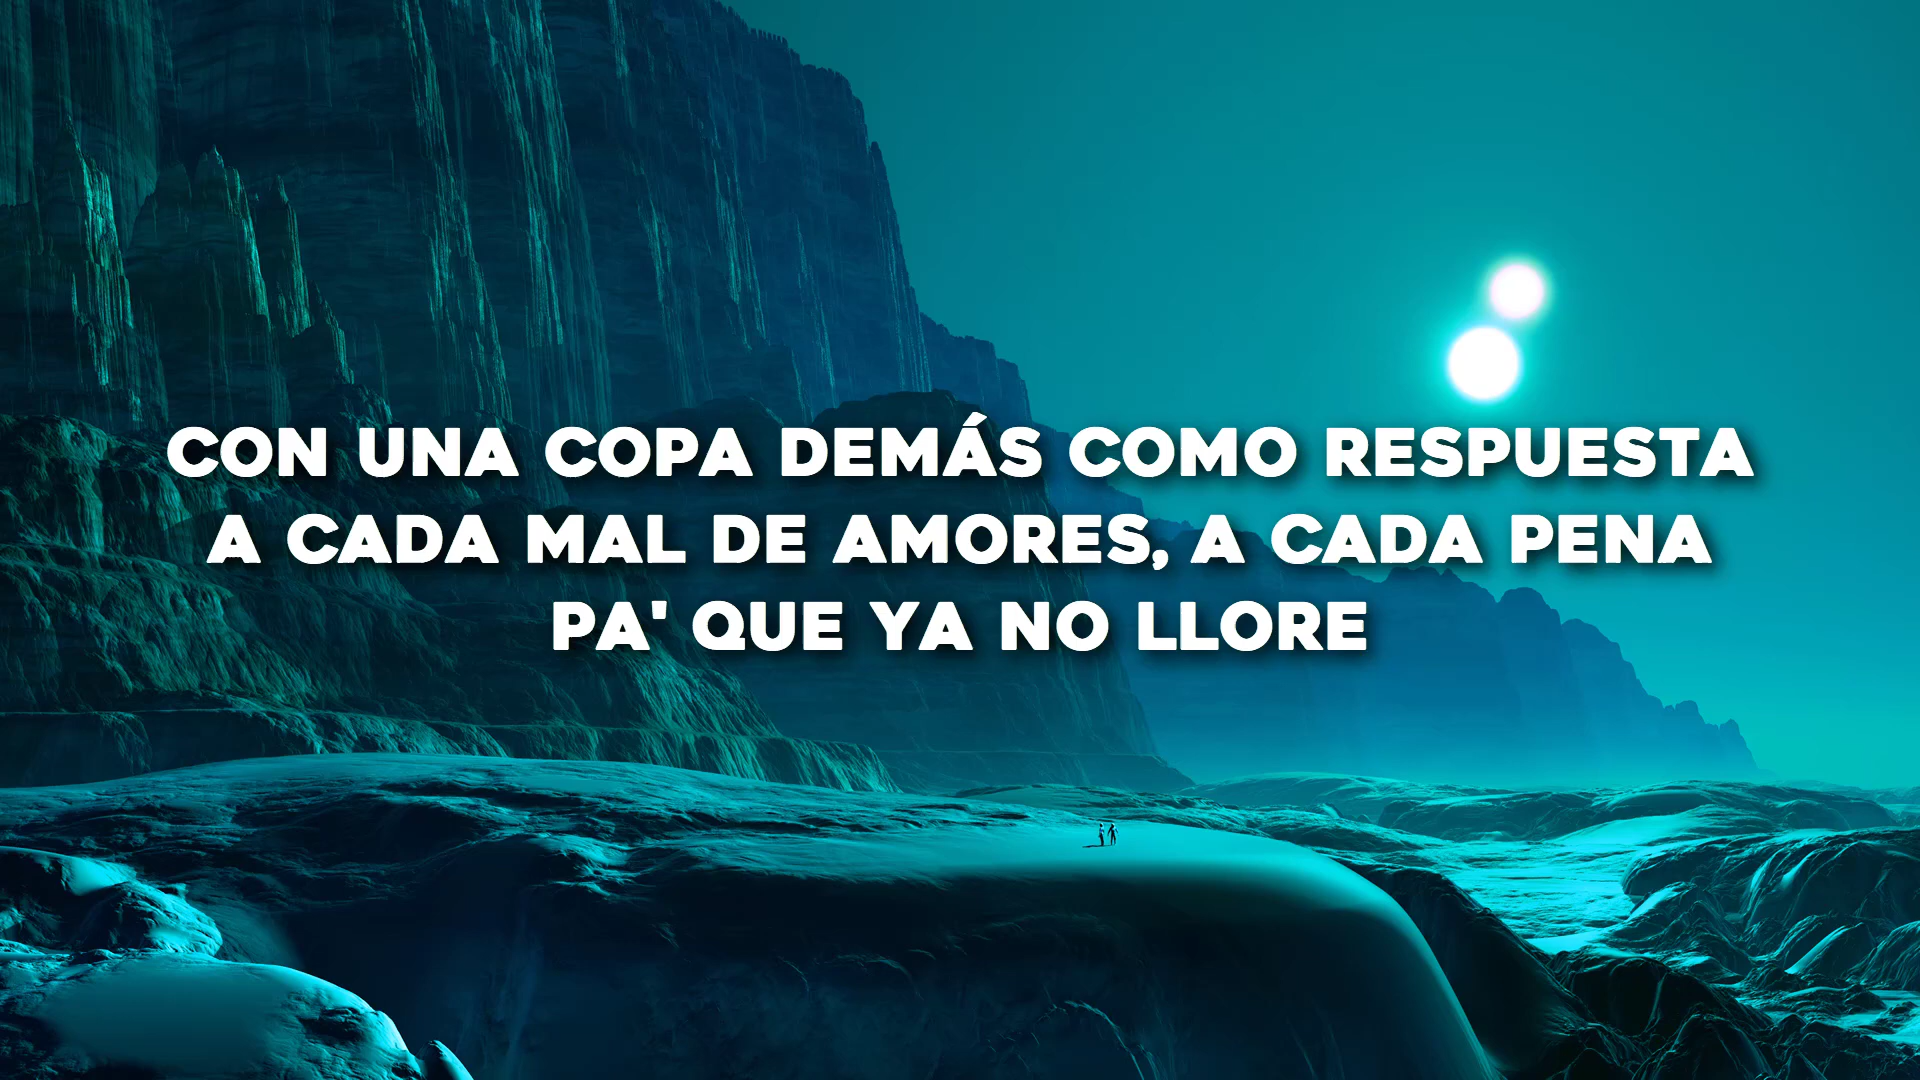 CON UNA COPA DEMÁS COMO RESPUESTA
A CADA MAL DE AMORES, A CADA PENA
PA' QUE YA NO LLORE